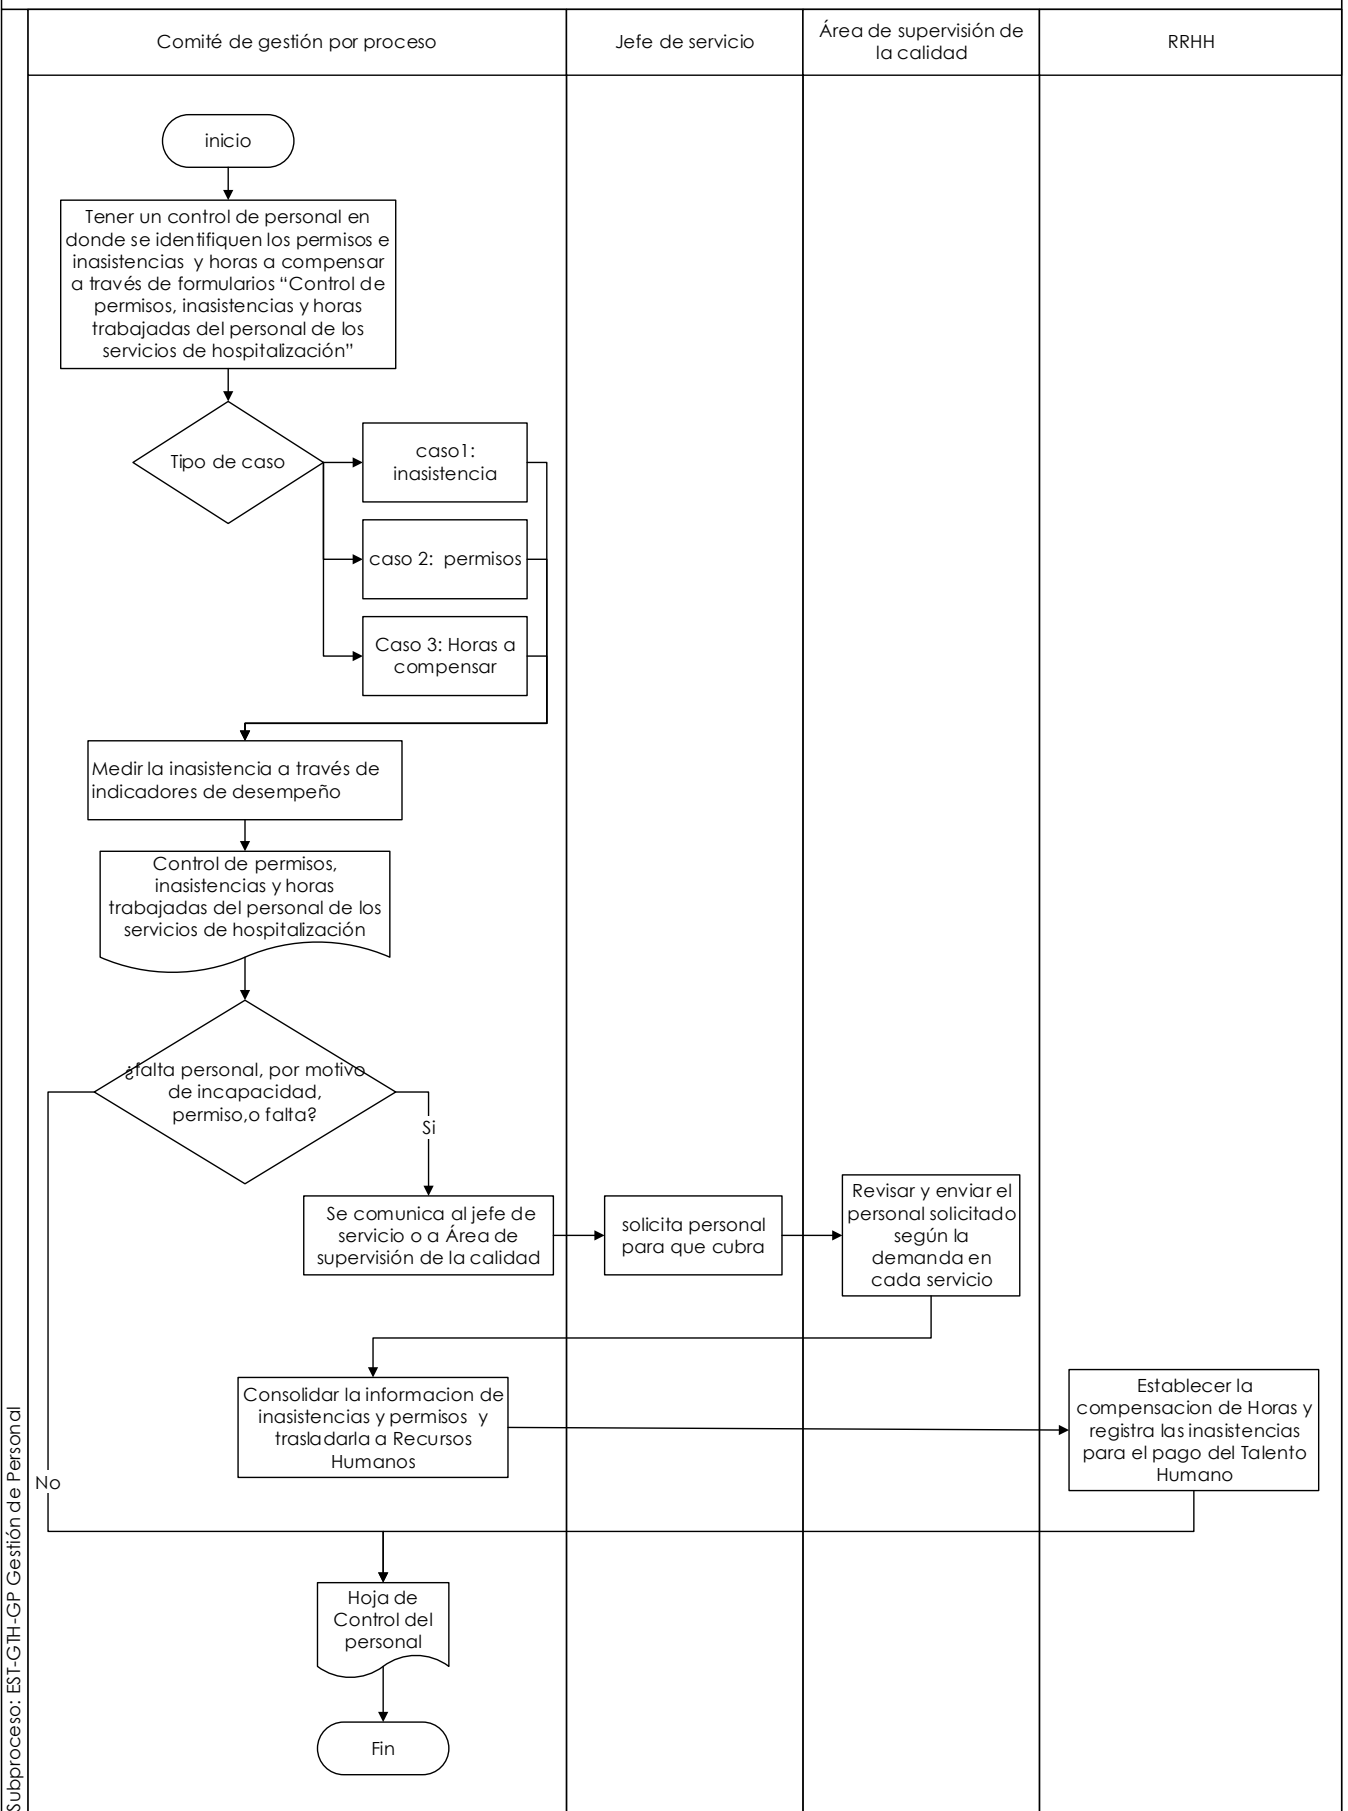 Comité de gestión por proceso
Jefe de servicio
Área de supervisión de
la calidad
RRHH
inicio
Tener un control de personal en
donde se identifiquen los permisos e
inasistencias y horas a compensar
a través de formularios “Control de
permisos, inasistencias y horas
trabajadas del personal de los
servicios de hospitalización”
Tipo de caso
caso1:
inasistencia
caso 2: permisos
Caso 3: Horas a
compensar
Medir la inasistencia a través de
indicadores de desempeño
Control de permisos,
inasistencias y horas
trabajadas del personal de los
servicios de hospitalización
¿falta personal, por motivo
de incapacidad,
permiso,o falta?
Si
Se comunica al jefe de
servicio o a Área de
supervisión de la calidad
solicita personal
para que cubra
Revisar y enviar el
personal solicitado
según la
demanda en
cada servicio
Consolidar la informacion de
inasistencias y permisos y
trasladarla a Recursos
Humanos
Establecer la
compensacion de Horas y
registra las inasistencias
para el pago del Talento
Humano
No
Hoja de
Control del
personal
Fin
Subproceso: EST-GTH-GP Gestión de Personal